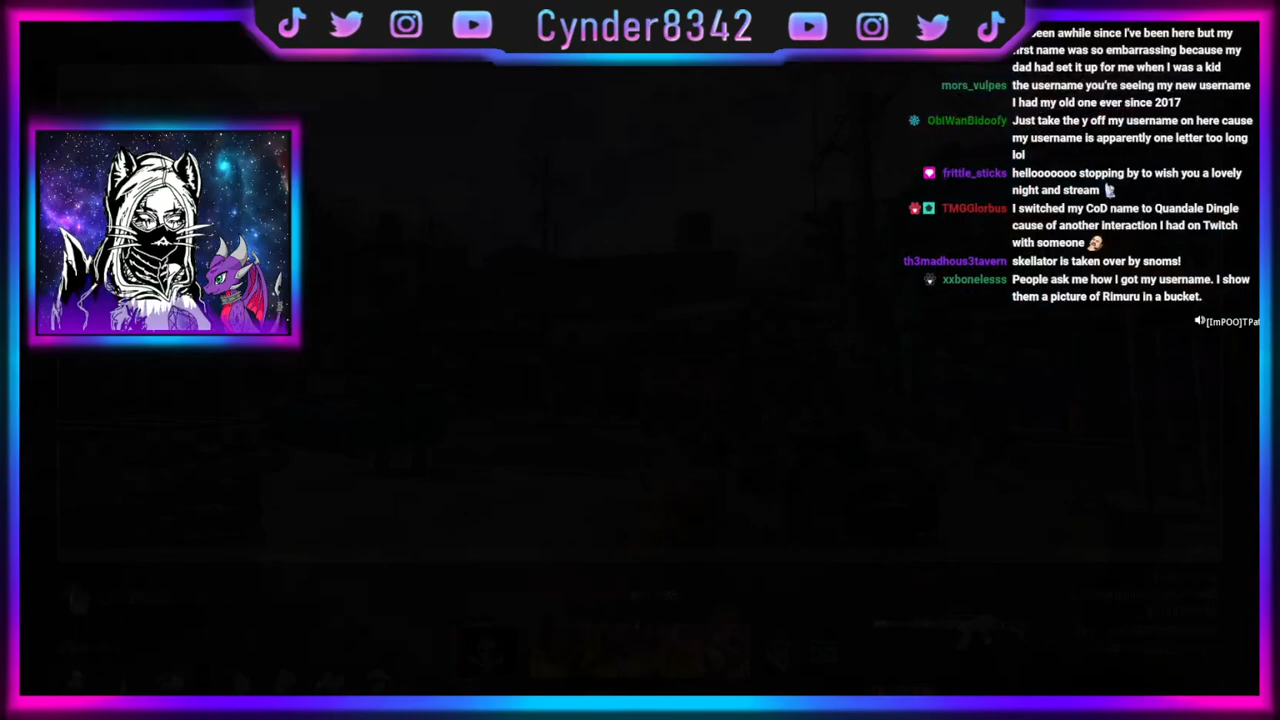 Cynder8342
been awhile since I've been here but my
first name was so embarrassing because my
dad had set it up for me when I was a kid
mors_vulpes the username you're seeing my new username
I had my old one ever since 2017
ObIWanBidoofy Just take the y off my username on here cause
my username is apparently one letter too long
lol
frittle_sticks hellooooooo stopping by to wish you a lovely
night and stream
TMGGlorbus I switched my CoD name to Quandale Dingle
cause of another interaction I had on Twitch
with someone
th3madhous3tavern skellator is taken over by snoms!
xxbonelesss People ask me how I got my username. I show
them a picture of Rimuru in a bucket.
[ImPOO]TPat